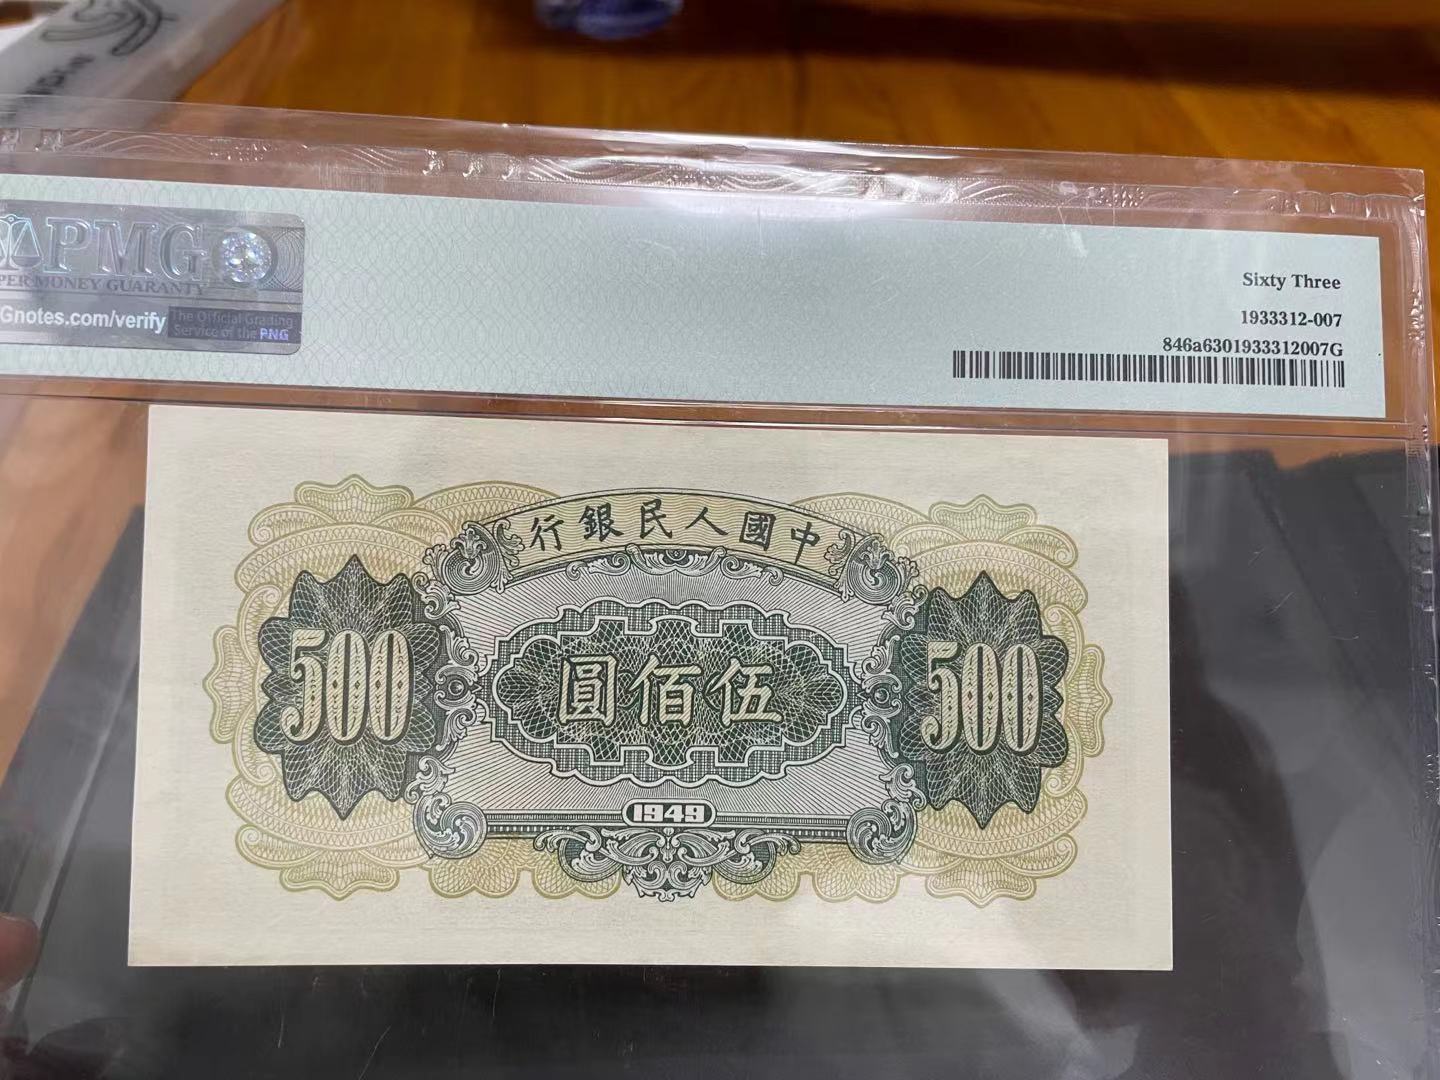 PMG
PER MONEY GUARANTY
Gnotes.com/verify
The Official Grading
Service of the PNG
Sixty Three
1933312-007
846a6301933312007G
行銀民人國中
500
圓佰伍
500
1949